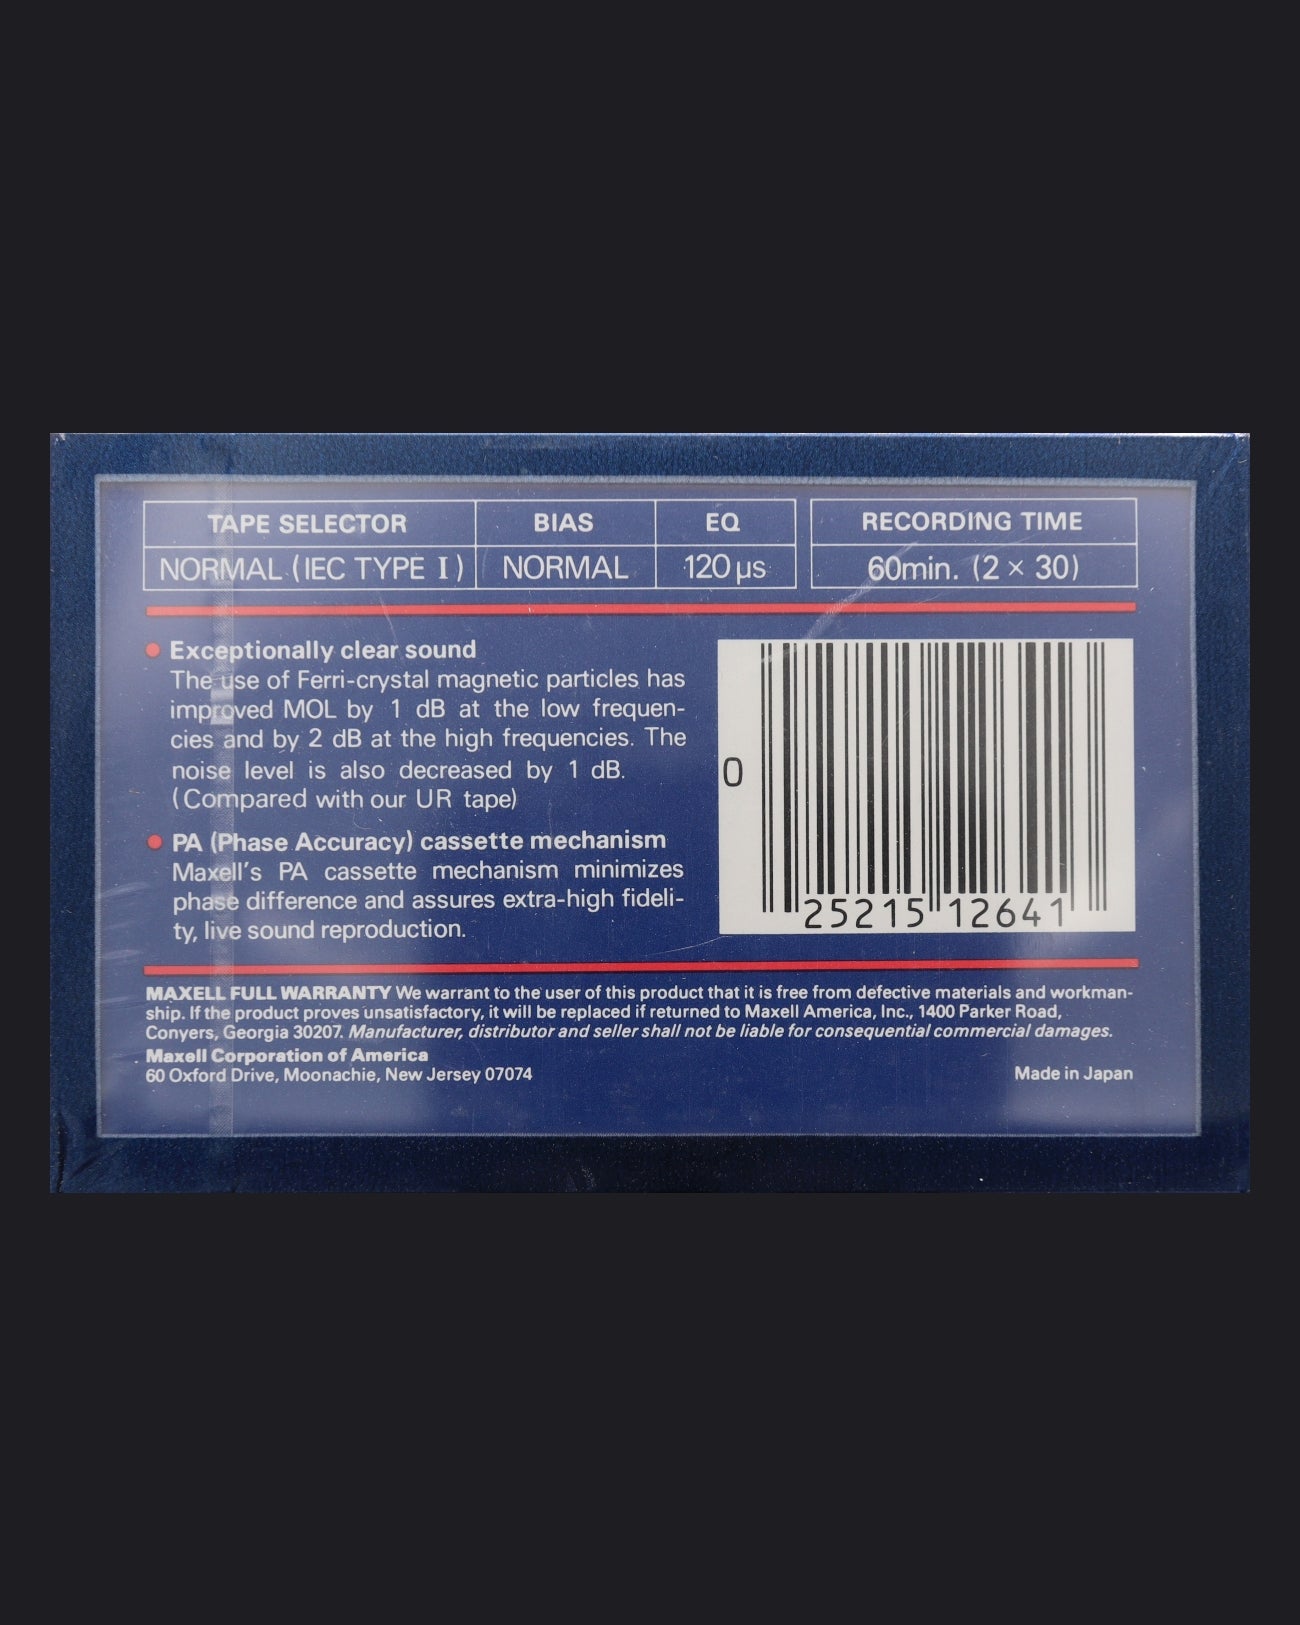 TAPE SELECTOR BIAS EQ RECORDING TIME
NORMAL (IEC TYPE I) NORMAL 120 µs 60min. (2 × 30)
• Exceptionally clear sound
The use of Ferri-crystal magnetic particles has
improved MOL by 1 dB at the low frequen-
cies and by 2 dB at the high frequencies. The
noise level is also decreased by 1 dB.
(Compared with our UR tape)
• PA (Phase Accuracy) cassette mechanism
Maxell's PA cassette mechanism minimizes
phase difference and assures extra-high fideli-
ty, live sound reproduction.
0 25215 12641
MAXELL FULL WARRANTY We warrant to the user of this product that it is free from defective materials and workman-
ship. If the product proves unsatisfactory, it will be replaced if returned to Maxell America, Inc., 1400 Parker Road,
Conyers, Georgia 30207. Manufacturer, distributor and seller shall not be liable for consequential commercial damages.
Maxell Corporation of America
60 Oxford Drive, Moonachie, New Jersey 07074 Made in Japan